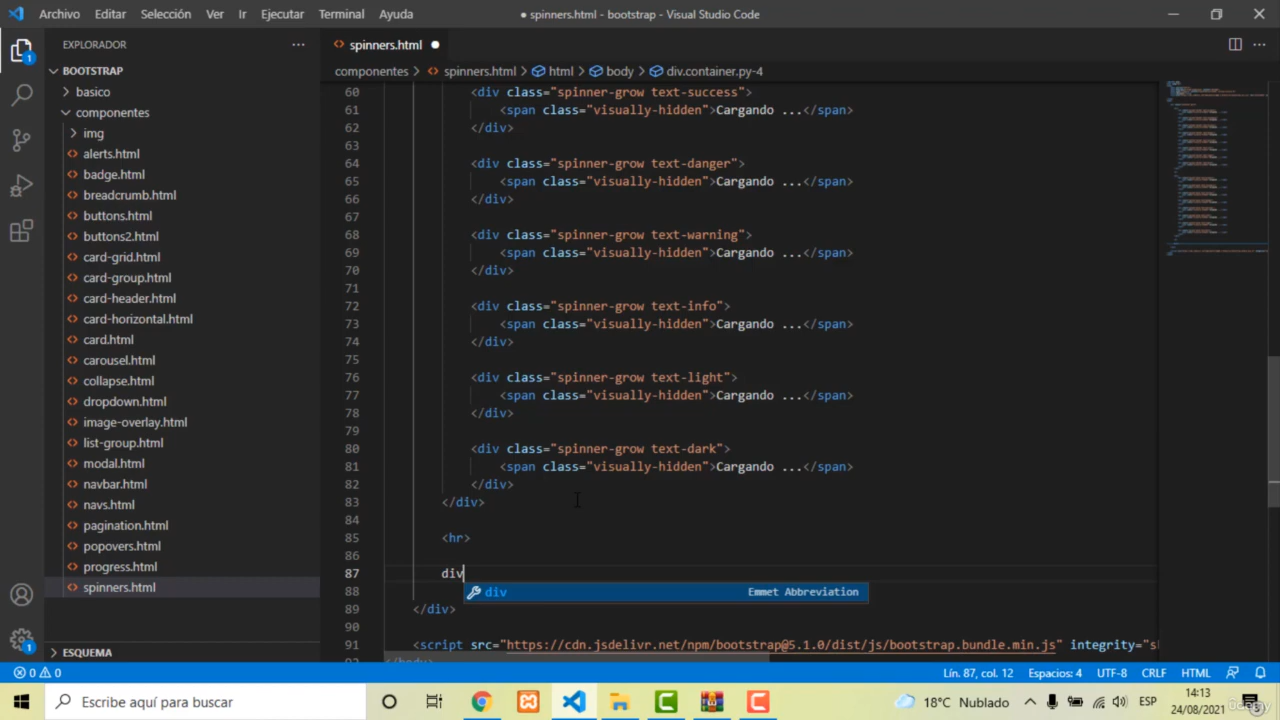 Archivo Editar Selección Ver Ir Ejecutar Terminal Ayuda
● spinners.html - bootstrap - Visual Studio Code
EXPLORADOR
BOOTSTRAP
basico
componentes
img
alerts.html
badge.html
breadcrumb.html
buttons.html
buttons2.html
card-grid.html
card-group.html
card-header.html
card-horizontal.html
card.html
carousel.html
collapse.html
dropdown.html
image-overlay.html
list-group.html
modal.html
navbar.html
navs.html
pagination.html
popovers.html
progress.html
spinners.html
ESQUEMA
1
1
spinners.html
componentes > spinners.html > html > body > div.container.py-4
60 <div class="spinner-grow text-success">
61 <span class="visually-hidden">Cargando ...</span>
62 </div>
63
64 <div class="spinner-grow text-danger">
65 <span class="visually-hidden">Cargando ...</span>
66 </div>
67
68 <div class="spinner-grow text-warning">
69 <span class="visually-hidden">Cargando ...</span>
70 </div>
71
72 <div class="spinner-grow text-info">
73 <span class="visually-hidden">Cargando ...</span>
74 </div>
75
76 <div class="spinner-grow text-light">
77 <span class="visually-hidden">Cargando ...</span>
78 </div>
79
80 <div class="spinner-grow text-dark">
81 <span class="visually-hidden">Cargando ...</span>
82 </div>
83 </div>
84
85 <hr>
86
87 div
div Emmet Abbreviation
88
89 </div>
90
91 <script src="https://cdn.jsdelivr.net/npm/bootstrap@5.1.0/dist/js/bootstrap.bundle.min.js" integrity="s
92 </body>
0 0
Lín. 87, col. 12 Espacios: 4 UTF-8 CRLF HTML
Escribe aquí para buscar
18°C Nublado
ESP
14:13
24/08/2021
Udemy